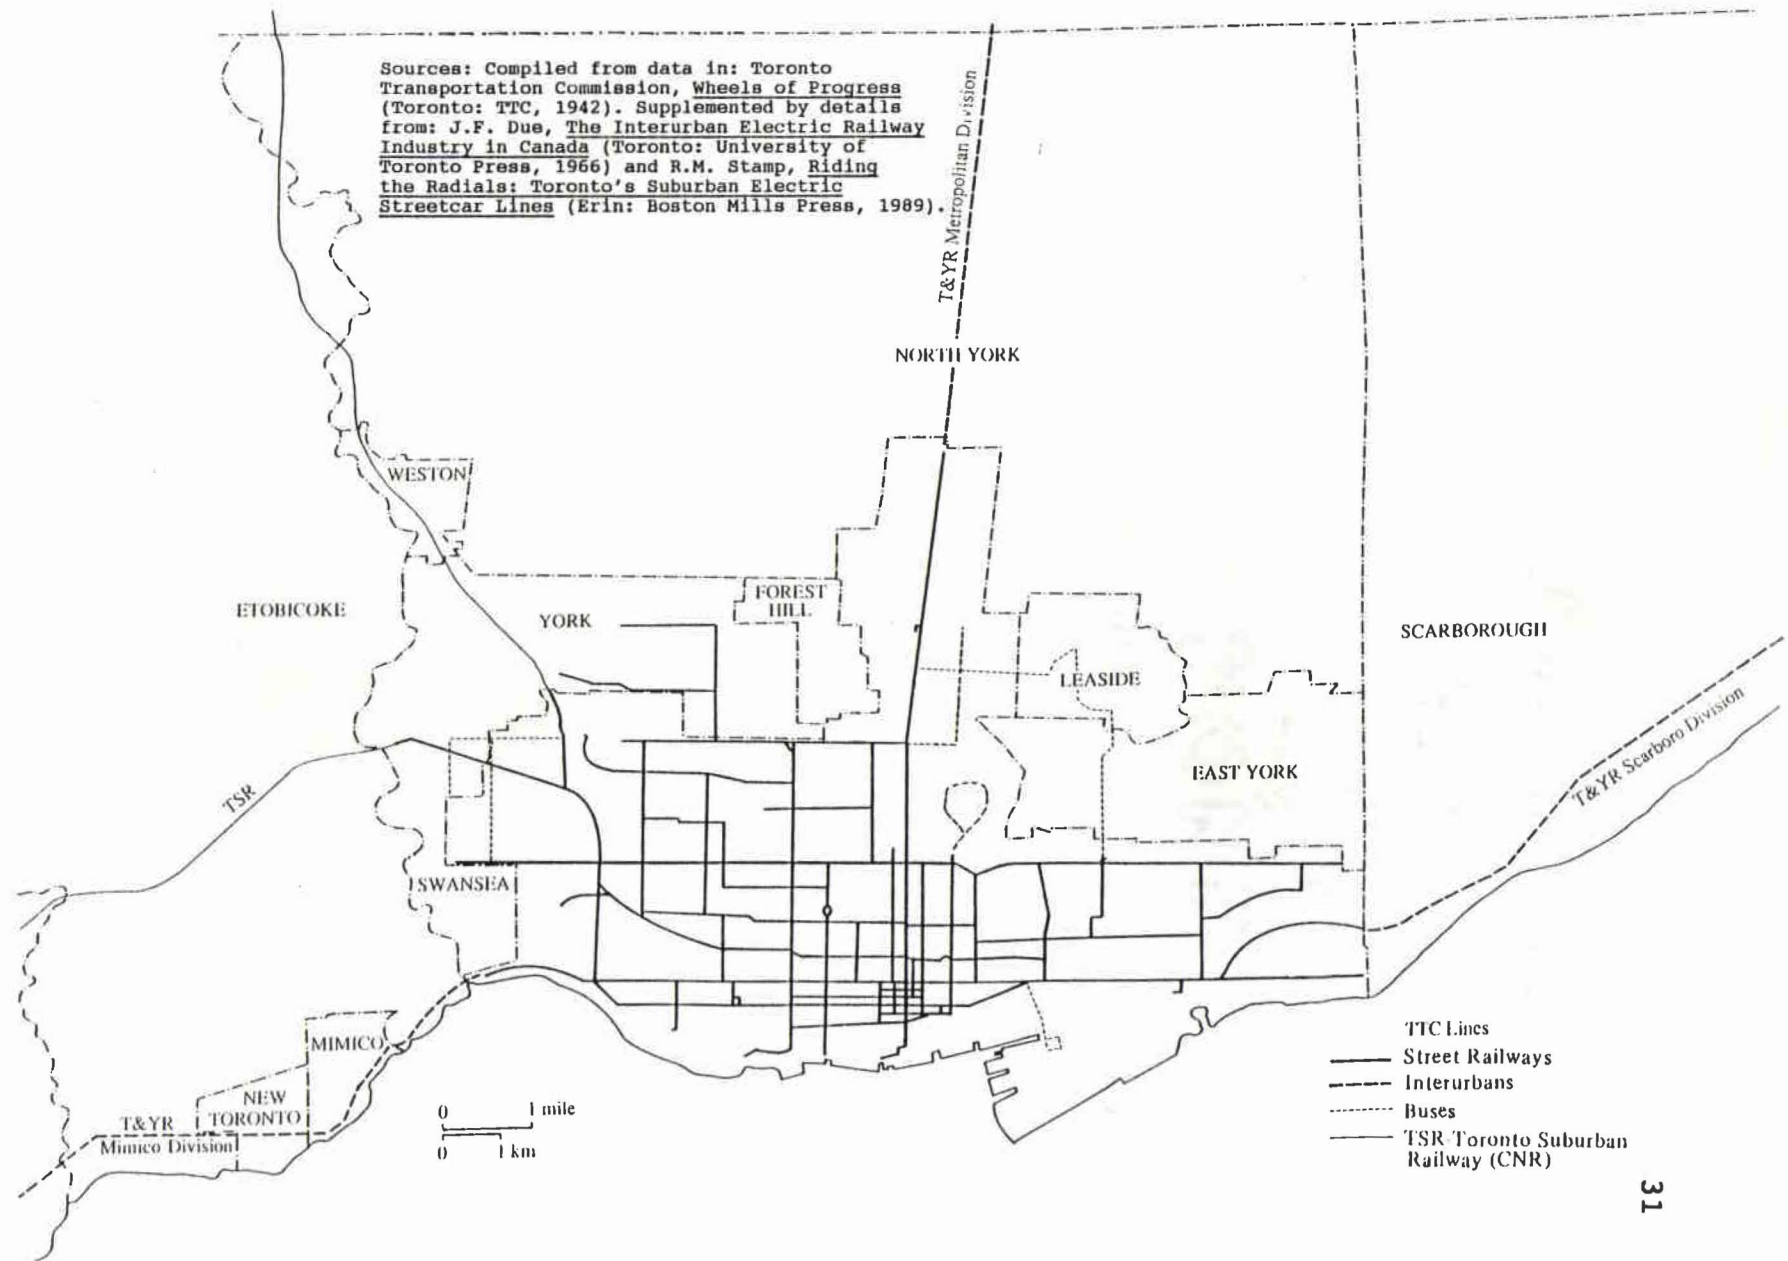 Sources: Compiled from data in: Toronto
Transportation Commission, Wheels of Progress
(Toronto: TTC, 1942). Supplemented by details
from: J.F. Due, The Interurban Electric Railway
Industry in Canada (Toronto: University of
Toronto Press, 1966) and R.M. Stamp, Riding
the Radials: Toronto's Suburban Electric
Streetcar Lines (Erin: Boston Mills Press, 1989).
T&YR Metropolitan Division
NORTH YORK
WESTON
ETOBICOKE
YORK
FOREST
HILL
LEASIDE
SCARBOROUGH
EAST YORK
T&YR Scarboro Division
TSR
SWANSEA
MIMICO
NEW
TORONTO
T&YR
Mimico Division
0 1 mile
0 1 km
TTC Lines
Street Railways
Interurbans
Buses
TSR-Toronto Suburban
Railway (CNR)
31